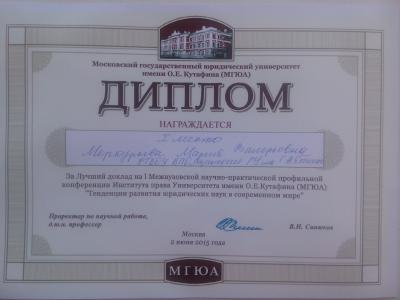 Московский государственный юридический университет
имени О.Е. Кутафина (МГЮА)
ДИПЛОМ
НАГРАЖДАЕТСЯ
I место
Мария Валерьевна
За Лучший доклад на I Межвузовской научно-практической профильной
конференции Института права Университета имени О.Е.Кутафина (МГЮА)
"Тенденции развития юридических наук в современном мире"
Проректор по научной работе,
д.ю.н. профессор
В.Н. Синюков
Москва
2 июня 2015 года
МГЮА